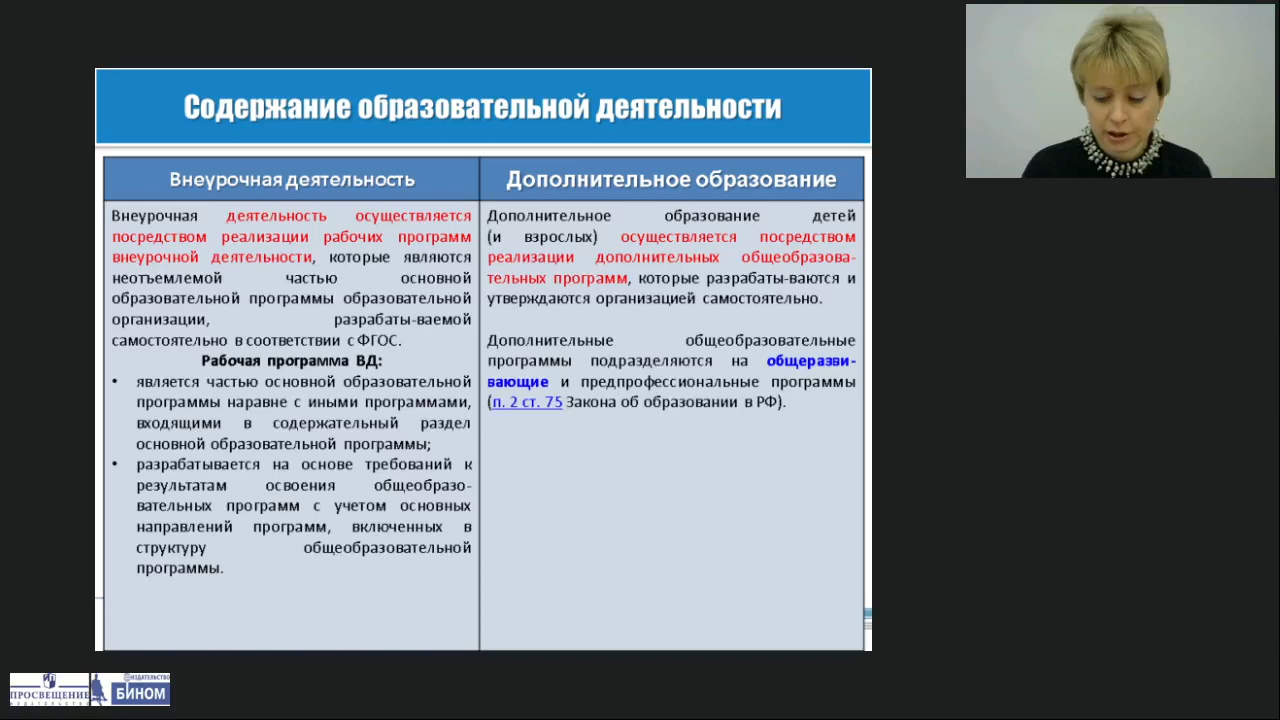 Содержание образовательной деятельности
Внеурочная деятельность
Дополнительное образование
Внеурочная деятельность осуществляется
посредством реализации рабочих программ
внеурочной деятельности, которые являются
неотъемлемой частью основной
образовательной программы образовательной
организации, разрабаты-ваемой
самостоятельно в соответствии с ФГОС.
Рабочая программа ВД:
• является частью основной образовательной
программы наравне с иными программами,
входящими в содержательный раздел
основной образовательной программы;
• разрабатывается на основе требований к
результатам освоения общеобразо-
вательных программ с учетом основных
направлений программ, включенных в
структуру общеобразовательной
программы.
Дополнительное образование детей
(и взрослых) осуществляется посредством
реализации дополнительных общеобразова-
тельных программ, которые разрабаты-ваются и
утверждаются организацией самостоятельно.
Дополнительные общеобразовательные
программы подразделяются на общеразви-
вающие и предпрофессиональные программы
(п. 2 ст. 75 Закона об образовании в РФ).
ПРОСВЕЩЕНИЕ
ИЗДАТЕЛЬСТВО
ИЗДАТЕЛЬСТВО
БИНОМ